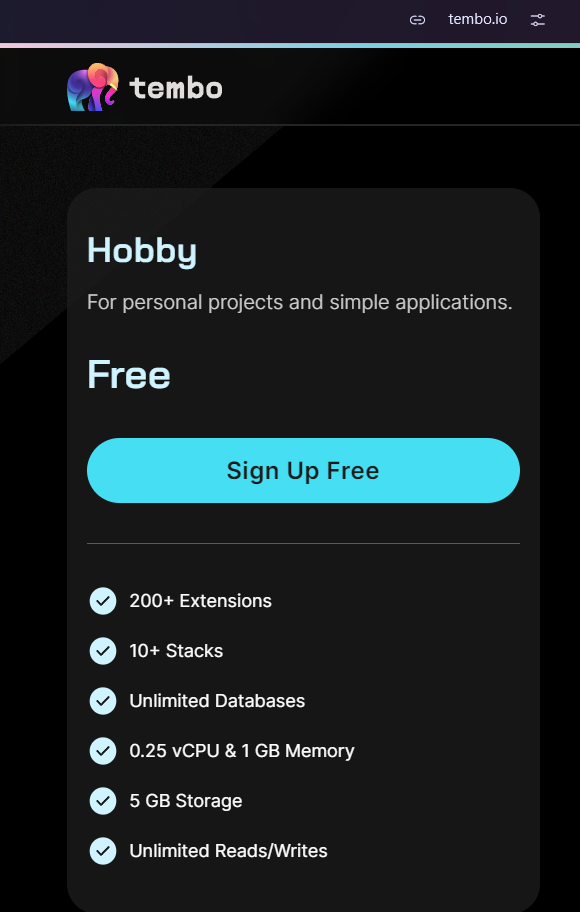 tembo.io
tembo
Hobby
For personal projects and simple applications.
Free
Sign Up Free
200+ Extensions
10+ Stacks
Unlimited Databases
0.25 vCPU & 1 GB Memory
5 GB Storage
Unlimited Reads/Writes